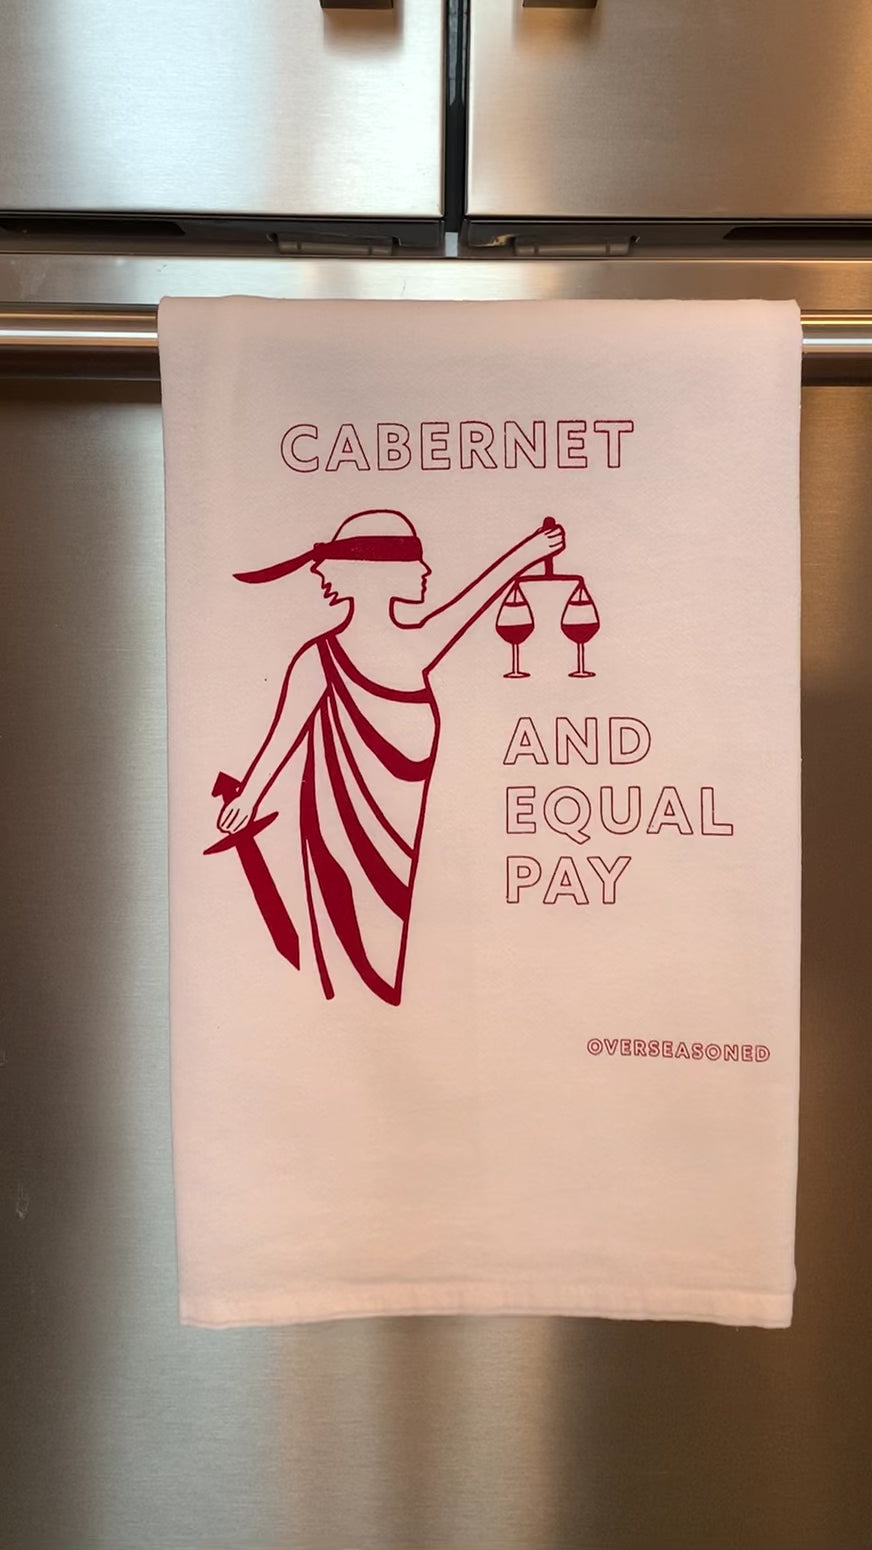 CABERNET
AND
EQUAL
PAY
OVERSEASONED